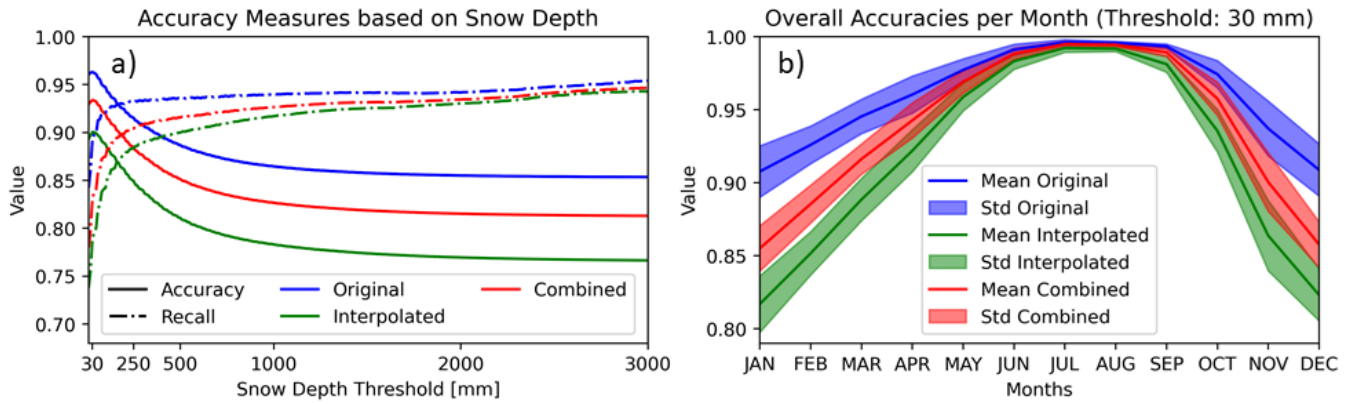 Accuracy Measures based on Snow Depth
a)
Value
1.00
0.95
0.90
0.85
0.80
0.75
0.70
Accuracy
Recall
Original
Interpolated
Combined
30 250 500 1000 2000 3000
Snow Depth Threshold [mm]
Overall Accuracies per Month (Threshold: 30 mm)
b)
Value
1.00
0.95
0.90
0.85
0.80
Mean Original
Std Original
Mean Interpolated
Std Interpolated
Mean Combined
Std Combined
JAN FEB MAR APR MAY JUN JUL AUG SEP OCT NOV DEC
Months